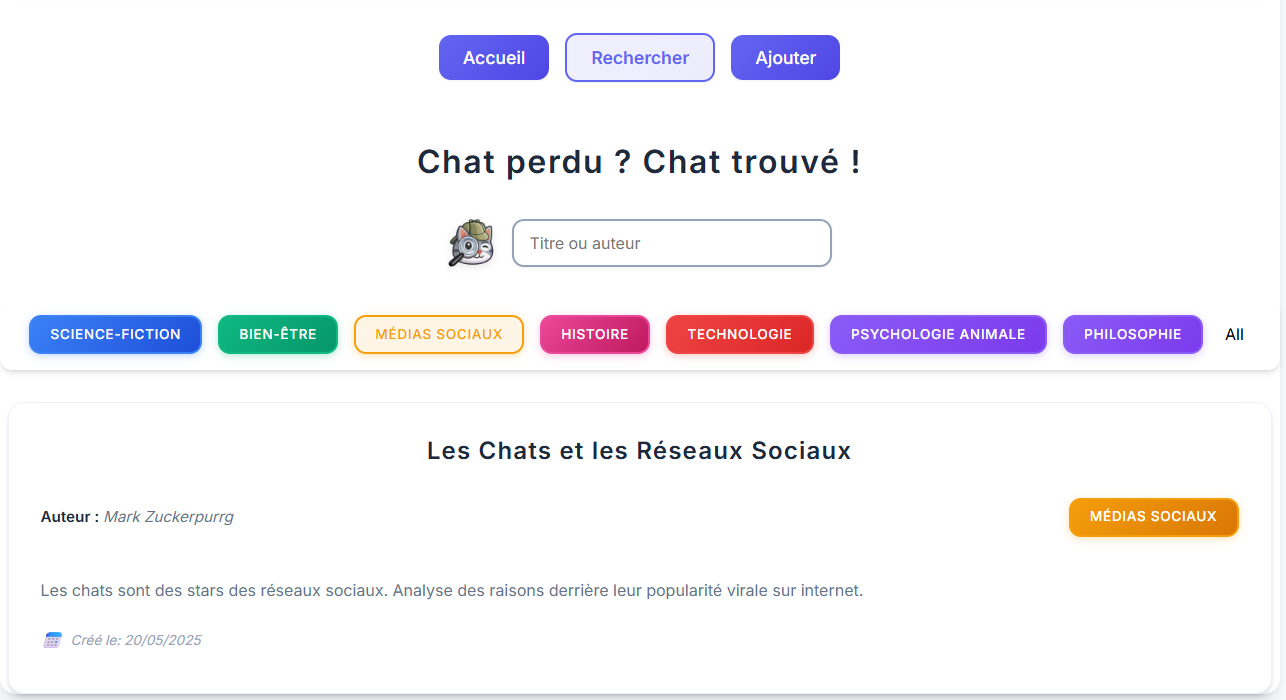 Accueil Rechercher Ajouter
Chat perdu ? Chat trouvé !
Titre ou auteur
SCIENCE-FICTION BIEN-ÊTRE MÉDIAS SOCIAUX HISTOIRE TECHNOLOGIE PSYCHOLOGIE ANIMALE PHILOSOPHIE All
Les Chats et les Réseaux Sociaux
Auteur : Mark Zuckerpurrg MÉDIAS SOCIAUX
Les chats sont des stars des réseaux sociaux. Analyse des raisons derrière leur popularité virale sur internet.
Créé le: 20/05/2025